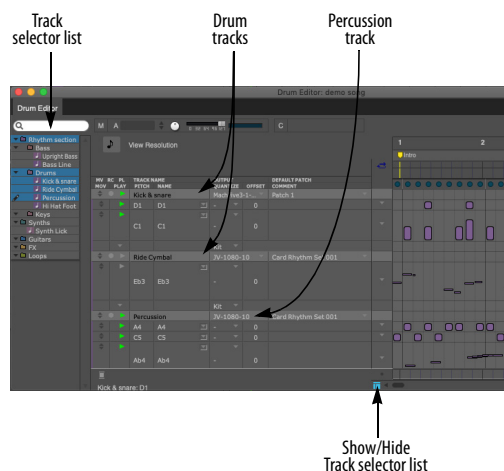 Track
selector list
Drum
tracks
Percussion
track
Drum Editor: demo song
Drum Editor
M A C
View Resolution
1 2
Intro
MV RC PL TRACK NAME OUTPUT DEFAULT PATCH
MGV PLAY PITCH NAME QUANTIZE OFFSET COMMENT
Rhythm section
Bass
Upright Bass
Bass Line
Drums
Kick & snare
Ride Cymbal
Percussion
Hi Hat Foot
Keys
Synths
Synth Lick
Guitars
FX
Loops
Kick & snare Patch 1
D1 D1 - 0
C1 C1 - 0
Kit
Ride Cymbal JV-1080-10 Card Rhythm Set 001
Eb3 Eb3 - 0
Kit
Percussion JV-1080-10 Card Rhythm Set 001
A4 A4 - 0
C5 C5 - 0
Ab4 Ab4 - 0
Kick & snare: D1
Show/Hide
Track selector list